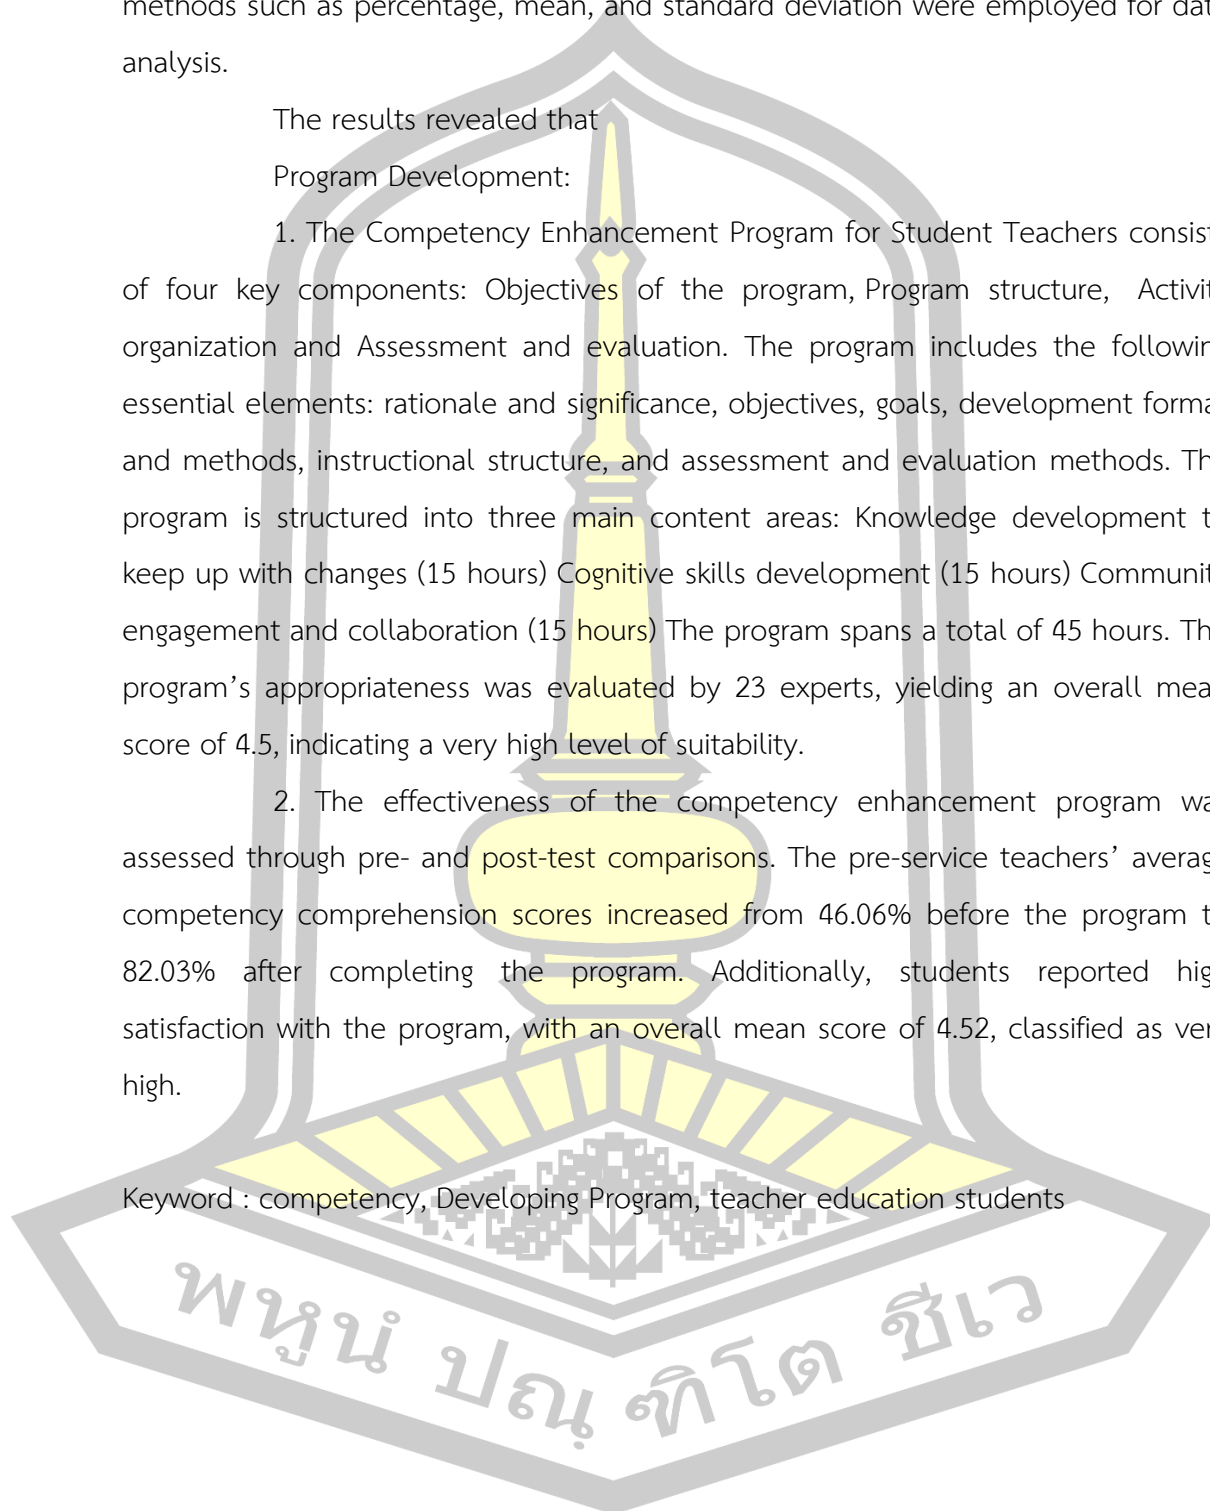 methods such as percentage, mean, and standard deviation were employed for dat
analysis.
The results revealed that
Program Development:
1. The Competency Enhancement Program for Student Teachers consist
of four key components: Objectives of the program, Program structure, Activit
organization and Assessment and evaluation. The program includes the followin
essential elements: rationale and significance, objectives, goals, development forma
and methods, instructional structure, and assessment and evaluation methods. Th
program is structured into three main content areas: Knowledge development t
keep up with changes (15 hours) Cognitive skills development (15 hours) Communit
engagement and collaboration (15 hours) The program spans a total of 45 hours. Th
program’s appropriateness was evaluated by 23 experts, yielding an overall mea
score of 4.5, indicating a very high level of suitability.
2. The effectiveness of the competency enhancement program wa
assessed through pre- and post-test comparisons. The pre-service teachers’ averag
competency comprehension scores increased from 46.06% before the program t
82.03% after completing the program. Additionally, students reported hig
satisfaction with the program, with an overall mean score of 4.52, classified as ver
high.
Keyword : competency, Developing Program, teacher education students
พหูนํ ปณฺฑิโต ชีเว